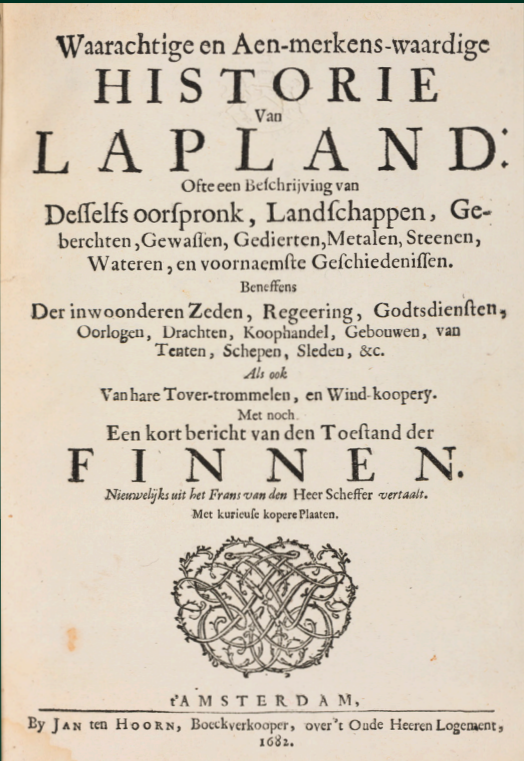 Waarachtige en Aen-merkens-waardige
HISTORIE
Van
LAPLAND:
Ofte een Beſchrijving van
Deſſelfs oorſpronk, Landſchappen, Ge-
berchten, Gewaſſen, Gedierten, Metalen, Steenen,
Wateren, en voornaemſte Geſchiedeniſſen.
Beneffens
Der inwoonderen Zeden, Regeering, Godtsdienſten,
Oorlogen, Drachten, Koophandel, Gebouwen, van
Tenten, Schepen, Sleden, &c.
Als ook
Van hare Tover-trommelen, en Wind-koopery.
Met noch
Een kort bericht van den Toeſtand der
FINNEN.
Nieuwelijks uit het Frans van den Heer Scheffer vertaalt.
Met kurieuſe kopere Plaaten.
t'AMSTERDAM,
By JAN ten HOORN, Boeckverkooper, over't Oude Heeren Logement,
1682.